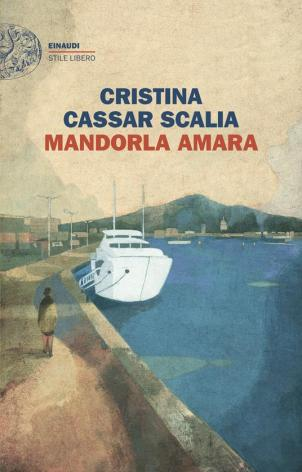 EINAUDI
STILE LIBERO
CRISTINA
CASSAR SCALIA
MANDORLA AMARA